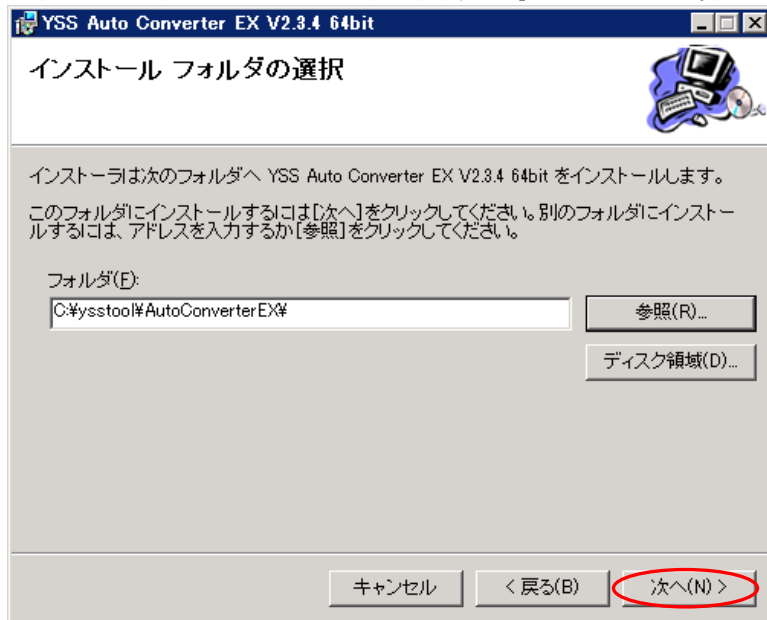 YSS Auto Converter EX V2.3.4 64bit
インストール フォルダの選択
インストーラは次のフォルダへ YSS Auto Converter EX V2.3.4 64bit をインストールします。
このフォルダにインストールするには[次へ]をクリックしてください。別のフォルダにインストー
ルするには、アドレスを入力するか[参照]をクリックしてください。
フォルダ(F):
C:¥ysstool¥AutoConverterEX¥
参照(R)...
ディスク領域(D)...
キャンセル
< 戻る(B)
次へ(N) >